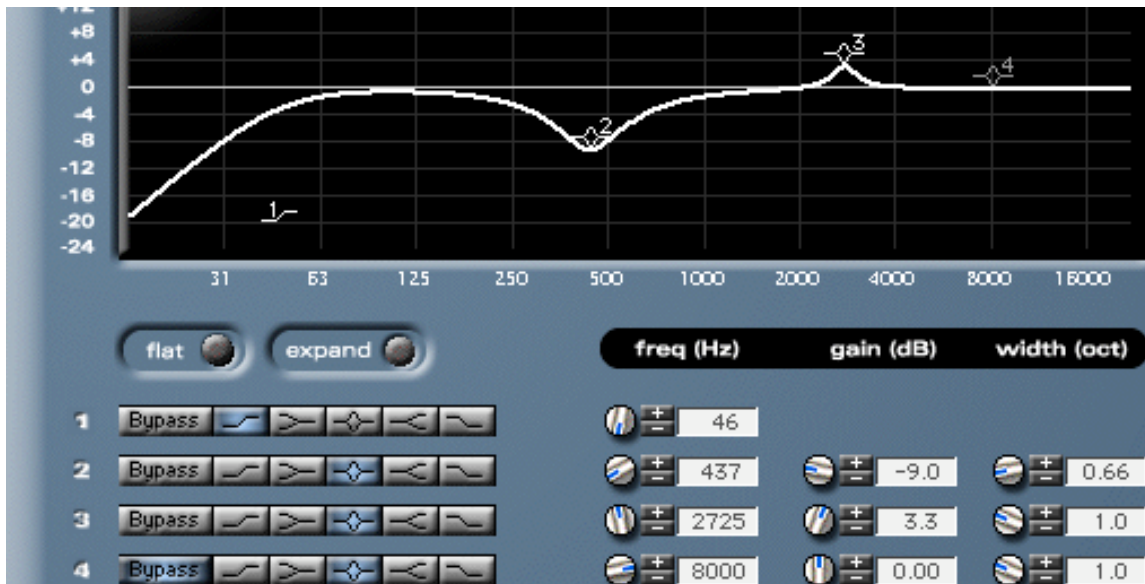 +12
+8
+4
0
-4
-8
-12
-16
-20
-24
1
2
3
4
31 63 125 250 500 1000 2000 4000 8000 16000
flat expand freq (Hz) gain (dB) width (oct)
1 Bypass + - 46
2 Bypass + - 437 + - -9.0 + - 0.66
3 Bypass + - 2725 + - 3.3 + - 1.0
4 Bypass + - 8000 + - 0.00 + - 1.0